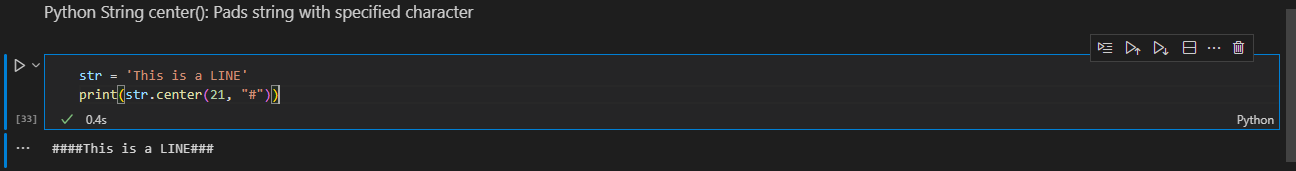 Python String center(): Pads string with specified character
str = 'This is a LINE'
print(str.center(21, "#"))
[33]
0.4s
Python
####This is a LINE###